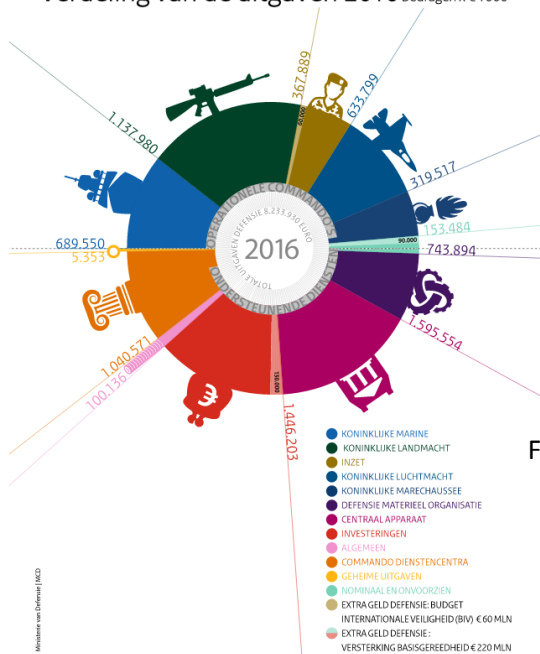 Verdeling van de uitgaven 2016 Bedragen x € 1000
367.889
60.000
633.799
1.137.980
319.517
153.484
90.000
689.550
743.894
5.353
OPERATIONELE COMMANDO'S
TOTALE UITGAVEN DEFENSIE 8.233.930 EURO
2016
ONDERSTEUNENDE DIENSTEN
1.595.554
1.040.571
100.136
130.000
1.446.203
KONINKLIJKE MARINE
KONINKLIJKE LANDMACHT
INZET
KONINKLIJKE LUCHTMACHT
KONINKLIJKE MARECHAUSSEE
DEFENSIE MATERIEEL ORGANISATIE
CENTRAAL APPARAAT
INVESTERINGEN
ALGEMEEN
COMMANDO DIENSTENCENTRA
GEHEIME UITGAVEN
NOMINAAL EN ONVOORZIEN
EXTRA GELD DEFENSIE: BUDGET
INTERNATIONALE VEILIGHEID (BIV) € 60 MLN
EXTRA GELD DEFENSIE:
VERSTERKING BASISGEREEDHEID € 220 MLN
F
Ministerie van Defensie | MCD